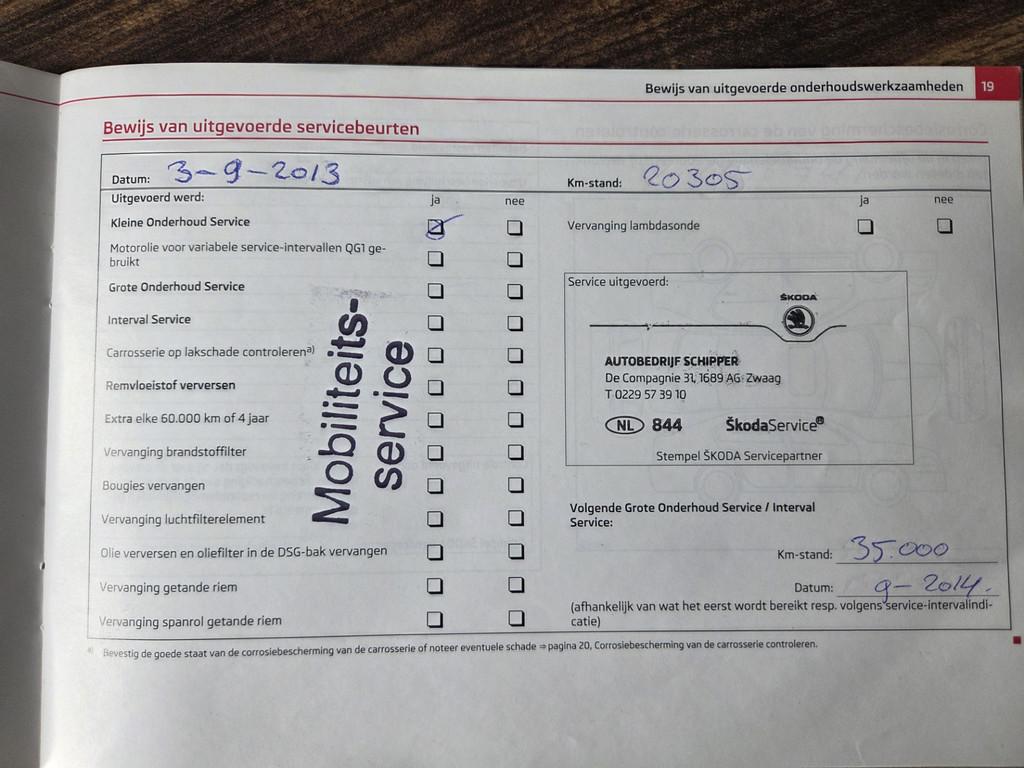 Bewijs van uitgevoerde onderhoudswerkzaamheden 19
Bewijs van uitgevoerde servicebeurten
Datum: 3-9-2013
Km-stand: 20305
Uitgevoerd werd: ja nee
Kleine Onderhoud Service
Motorolie voor variabele service-intervallen QG1 ge-
bruikt
Grote Onderhoud Service
Interval Service
Carrosserie op lakschade controleren a)
Remvloeistof verversen
Extra elke 60.000 km of 4 jaar
Vervanging brandstoffilter
Bougies vervangen
Vervanging luchtfilterelement
Olie verversen en oliefilter in de DSG-bak vervangen
Vervanging getande riem
Vervanging spanrol getande riem
Mobiliteits-
service
ja nee
Vervanging lambdasonde
Service uitgevoerd:
ŠKODA
AUTOBEDRIJF SCHIPPER
De Compagnie 31, 1689 AG Zwaag
T 0229 57 39 10
NL 844 ŠkodaService®
Stempel ŠKODA Servicepartner
Volgende Grote Onderhoud Service / Interval
Service:
Km-stand: 35.000
Datum: 9-2014.
(afhankelijk van wat het eerst wordt bereikt resp. volgens service-intervalindi-
catie)
a) Bevestig de goede staat van de corrosiebescherming van de carrosserie of noteer eventuele schade ⇒ pagina 20, Corrosiebescherming van de carrosserie controleren.